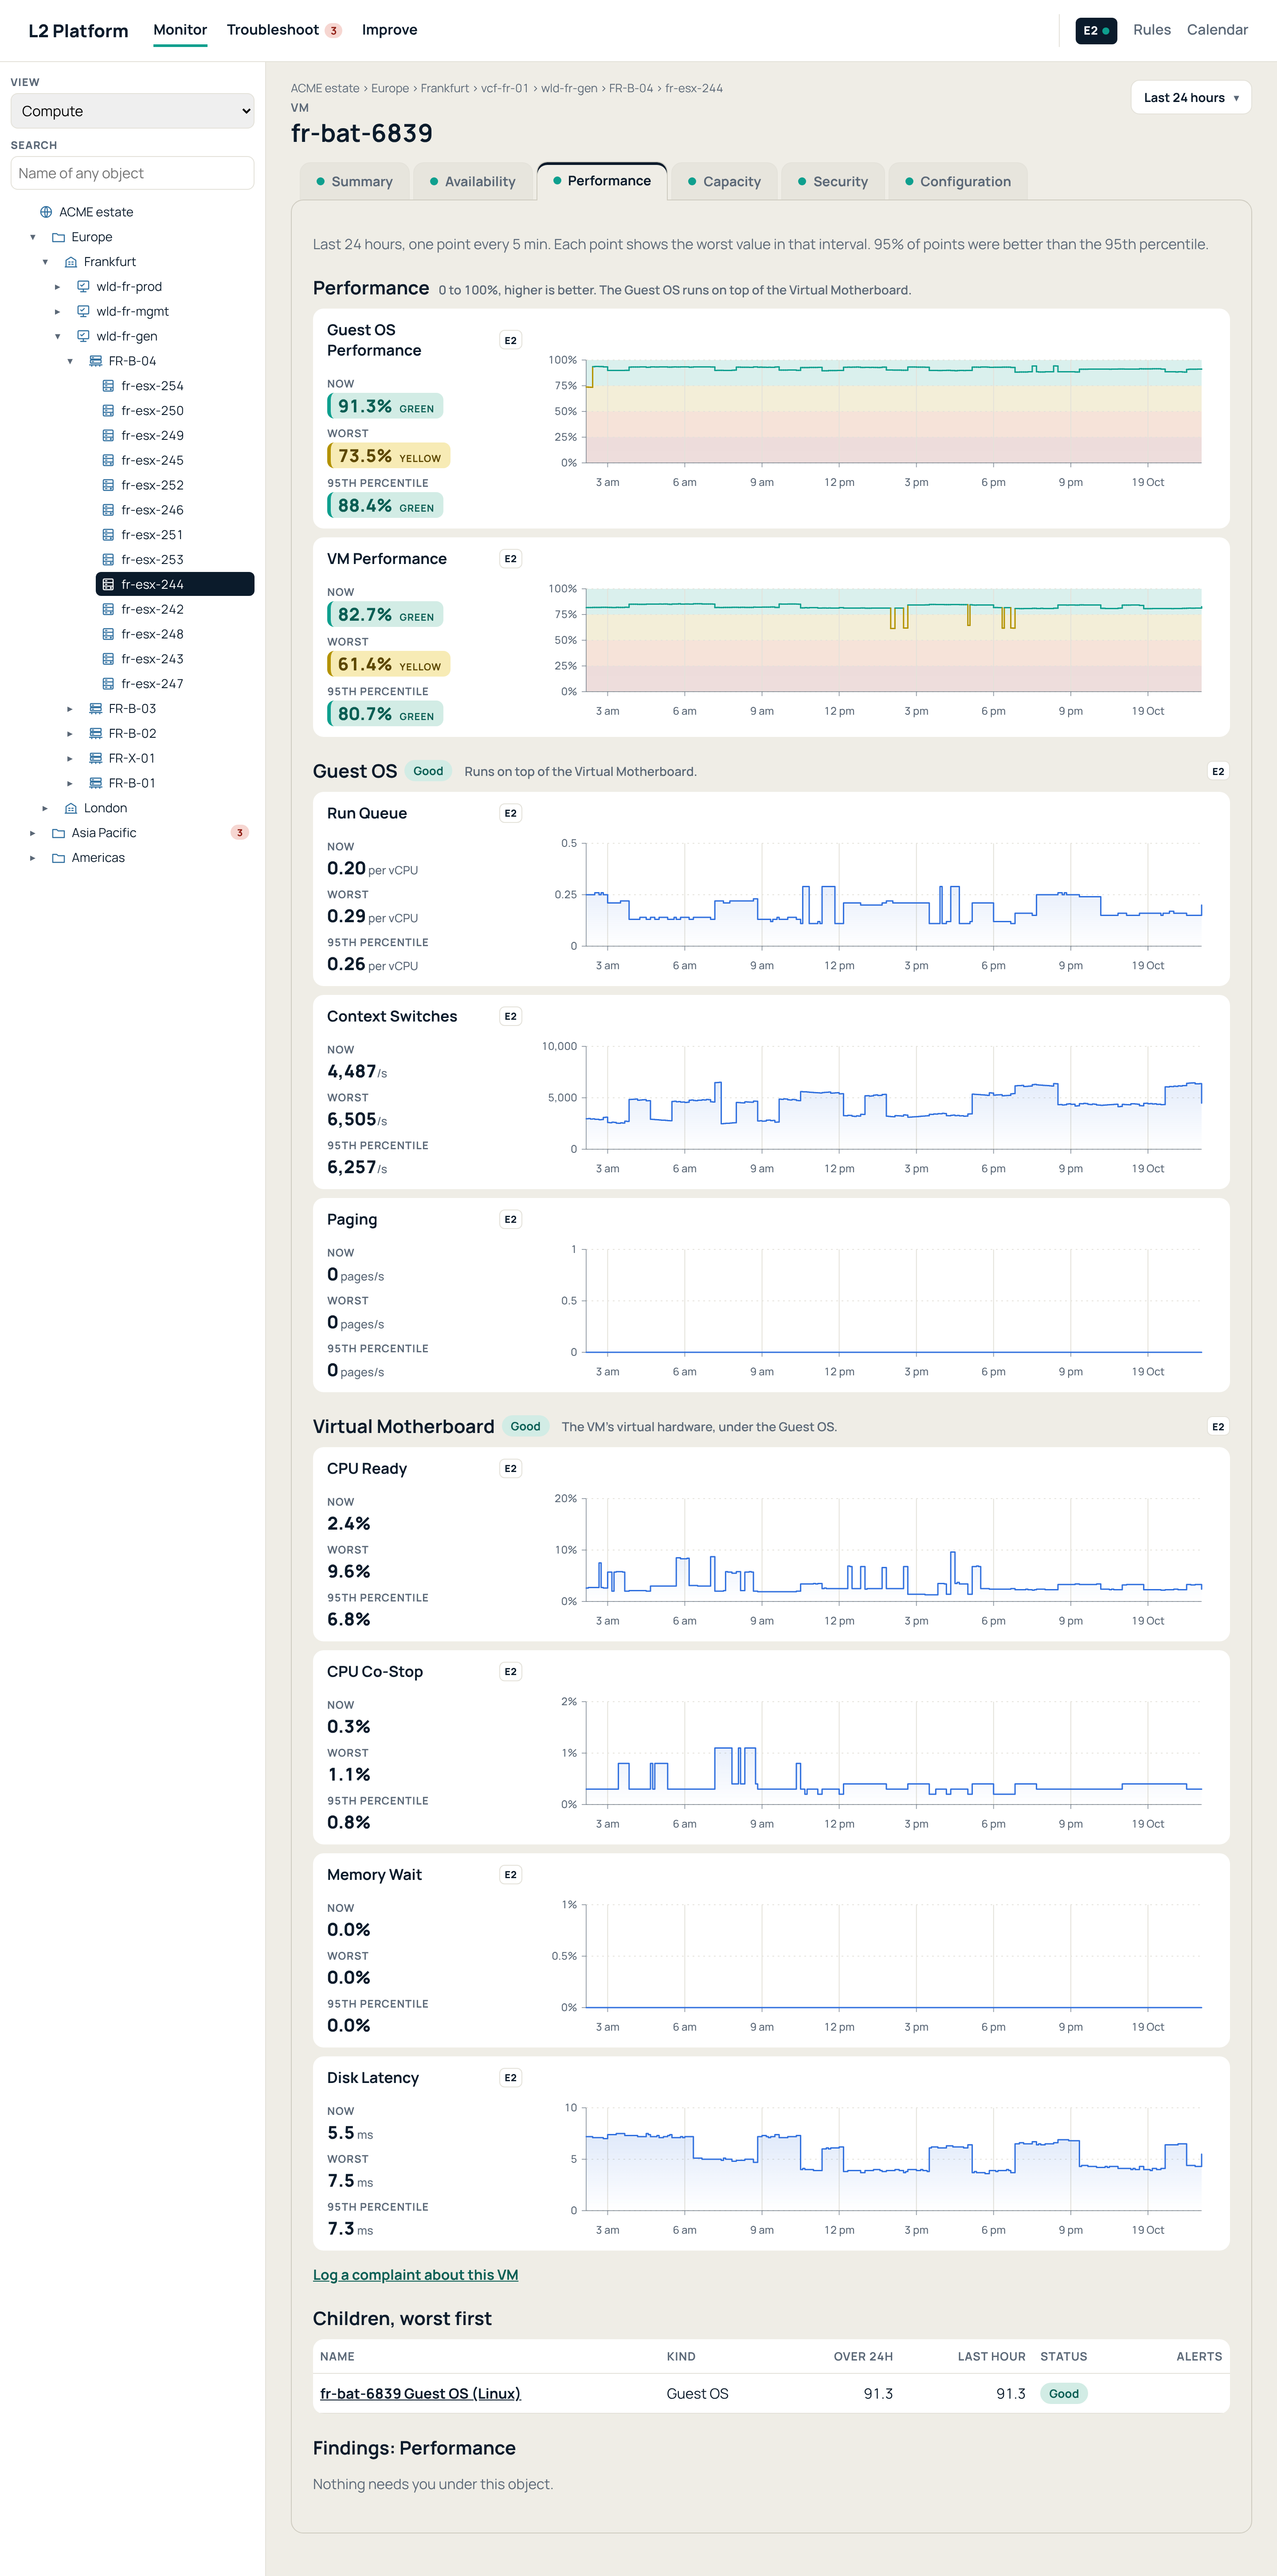 L2 Platform
Monitor
Troubleshoot 3
Improve
E2
Rules
Calendar
VIEW
Compute
SEARCH
Name of any object
ACME estate
Europe
Frankfurt
wld-fr-prod
wld-fr-mgmt
wld-fr-gen
FR-B-04
fr-esx-254
fr-esx-250
fr-esx-249
fr-esx-245
fr-esx-252
fr-esx-246
fr-esx-251
fr-esx-253
fr-esx-244
fr-esx-242
fr-esx-248
fr-esx-243
fr-esx-247
FR-B-03
FR-B-02
FR-X-01
FR-B-01
London
Asia Pacific 3
Americas
ACME estate › Europe › Frankfurt › vcf-fr-01 › wld-fr-gen › FR-B-04 › fr-esx-244
VM
fr-bat-6839
Last 24 hours
Summary
Availability
Performance
Capacity
Security
Configuration
Last 24 hours, one point every 5 min. Each point shows the worst value in that interval. 95% of points were better than the 95th percentile.
Performance 0 to 100%, higher is better. The Guest OS runs on top of the Virtual Motherboard.
Guest OS
Performance
E2
NOW
91.3% GREEN
WORST
73.5% YELLOW
95TH PERCENTILE
88.4% GREEN
100%
75%
50%
25%
0%
3 am 6 am 9 am 12 pm 3 pm 6 pm 9 pm 19 Oct
VM Performance
E2
NOW
82.7% GREEN
WORST
61.4% YELLOW
95TH PERCENTILE
80.7% GREEN
100%
75%
50%
25%
0%
3 am 6 am 9 am 12 pm 3 pm 6 pm 9 pm 19 Oct
Guest OS Good Runs on top of the Virtual Motherboard. E2
Run Queue
E2
NOW
0.20 per vCPU
WORST
0.29 per vCPU
95TH PERCENTILE
0.26 per vCPU
0.5
0.25
0
3 am 6 am 9 am 12 pm 3 pm 6 pm 9 pm 19 Oct
Context Switches
E2
NOW
4,487/s
WORST
6,505/s
95TH PERCENTILE
6,257/s
10,000
5,000
0
3 am 6 am 9 am 12 pm 3 pm 6 pm 9 pm 19 Oct
Paging
E2
NOW
0 pages/s
WORST
0 pages/s
95TH PERCENTILE
0 pages/s
1
0.5
0
3 am 6 am 9 am 12 pm 3 pm 6 pm 9 pm 19 Oct
Virtual Motherboard Good The VM's virtual hardware, under the Guest OS. E2
CPU Ready
E2
NOW
2.4%
WORST
9.6%
95TH PERCENTILE
6.8%
20%
10%
0%
3 am 6 am 9 am 12 pm 3 pm 6 pm 9 pm 19 Oct
CPU Co-Stop
E2
NOW
0.3%
WORST
1.1%
95TH PERCENTILE
0.8%
2%
1%
0%
3 am 6 am 9 am 12 pm 3 pm 6 pm 9 pm 19 Oct
Memory Wait
E2
NOW
0.0%
WORST
0.0%
95TH PERCENTILE
0.0%
1%
0.5%
0%
3 am 6 am 9 am 12 pm 3 pm 6 pm 9 pm 19 Oct
Disk Latency
E2
NOW
5.5 ms
WORST
7.5 ms
95TH PERCENTILE
7.3 ms
10
5
0
3 am 6 am 9 am 12 pm 3 pm 6 pm 9 pm 19 Oct
Log a complaint about this VM
Children, worst first
NAME KIND OVER 24H LAST HOUR STATUS ALERTS
fr-bat-6839 Guest OS (Linux) Guest OS 91.3 91.3 Good
Findings: Performance
Nothing needs you under this object.